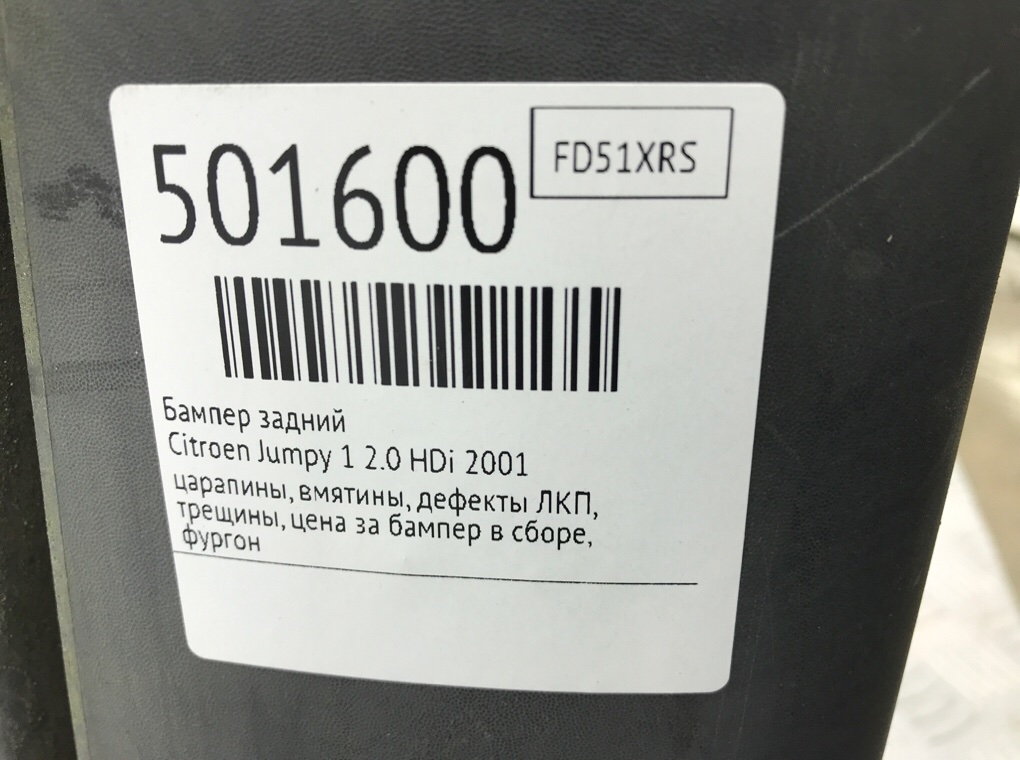 501600
FD51XRS
Бампер задний
Citroen Jumpy 1 2.0 HDi 2001
царапины, вмятины, дефекты ЛКП,
трещины, цена за бампер в сборе,
фургон